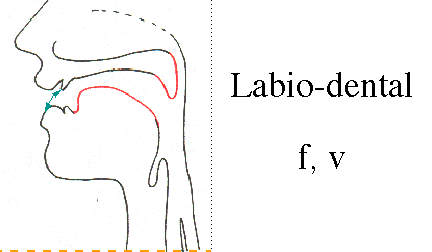 Labio-dental
f, v